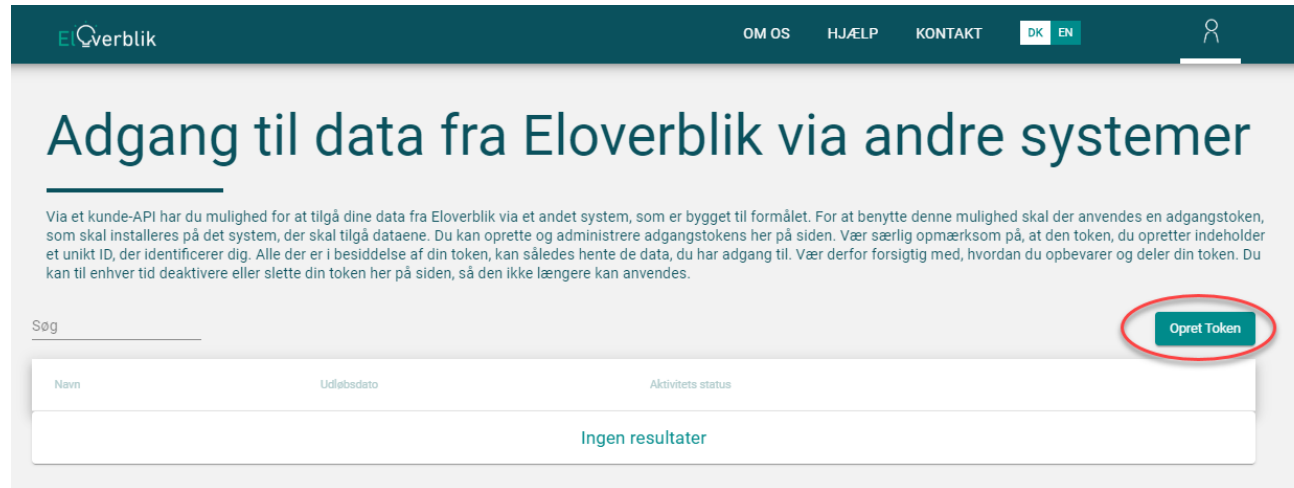 ElOverblik
OM OS HJÆLP KONTAKT DK EN
Adgang til data fra Eloverblik via andre systemer
Via et kunde-API har du mulighed for at tilgå dine data fra Eloverblik via et andet system, som er bygget til formålet. For at benytte denne mulighed skal der anvendes en adgangstoken,
som skal installeres på det system, der skal tilgå dataene. Du kan oprette og administrere adgangstokens her på siden. Vær særlig opmærksom på, at den token, du opretter indeholder
et unikt ID, der identificerer dig. Alle der er i besiddelse af din token, kan således hente de data, du har adgang til. Vær derfor forsigtig med, hvordan du opbevarer og deler din token. Du
kan til enhver tid deaktivere eller slette din token her på siden, så den ikke længere kan anvendes.
Søg
Opret Token
Navn Udløbsdato Aktivitets status
Ingen resultater